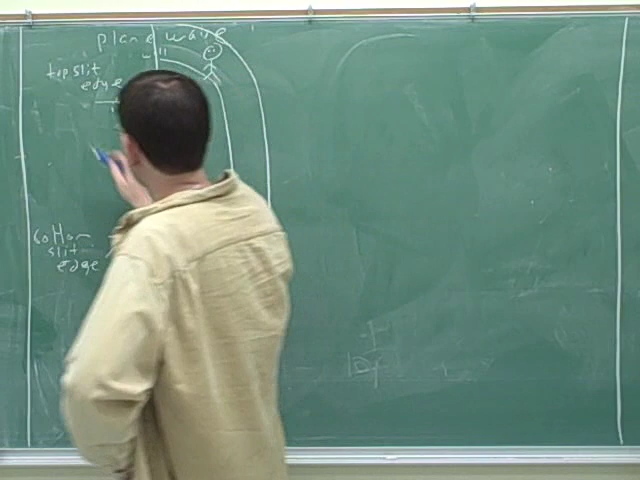 plane wave
top slit
edge
bottom
slit
edge